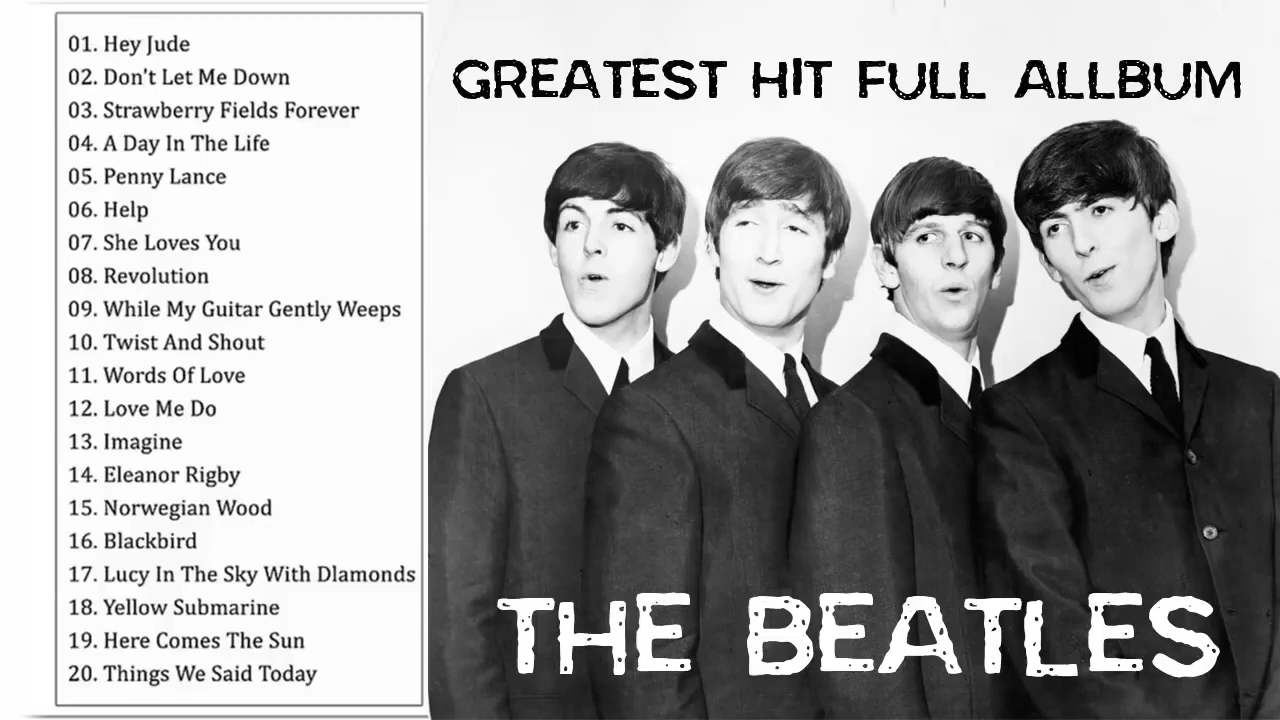 01. Hey Jude
02. Don't Let Me Down
03. Strawberry Fields Forever
04. A Day In The Life
05. Penny Lance
06. Help
07. She Loves You
08. Revolution
09. While My Guitar Gently Weeps
10. Twist And Shout
11. Words Of Love
12. Love Me Do
13. Imagine
14. Eleanor Rigby
15. Norwegian Wood
16. Blackbird
17. Lucy In The Sky With Dlamonds
18. Yellow Submarine
19. Here Comes The Sun
20. Things We Said Today
GREATEST HIT FULL ALLBUM
THE BEATLES